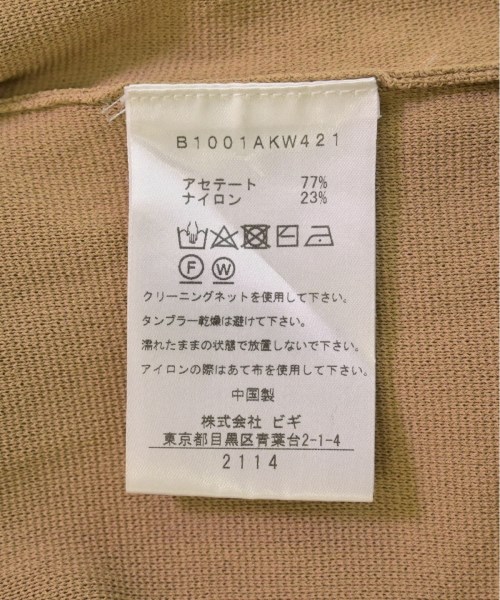 B1001AKW421
アセテート 77%
ナイロン 23%
F W
クリーニングネットを使用して下さい。
タンブラー乾燥は避けて下さい。
濡れたままの状態で放置しないで下さい。
アイロンの際はあて布を使用して下さい。
中国製
株式会社 ビギ
東京都目黒区青葉台2-1-4
2114